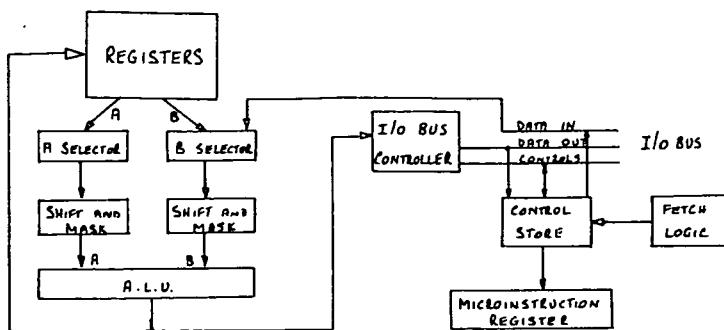 REGISTERS
A
B
A SELECTOR
B SELECTOR
I/O BUS
CONTROLLER
DATA IN
DATA OUT
CONTROLS
I/O BUS
SHIFT AND
MASK
SHIFT AND
MASK
CONTROL
STORE
FETCH
LOGIC
A
B
A.L.U.
MICROINSTRUCTION
REGISTER